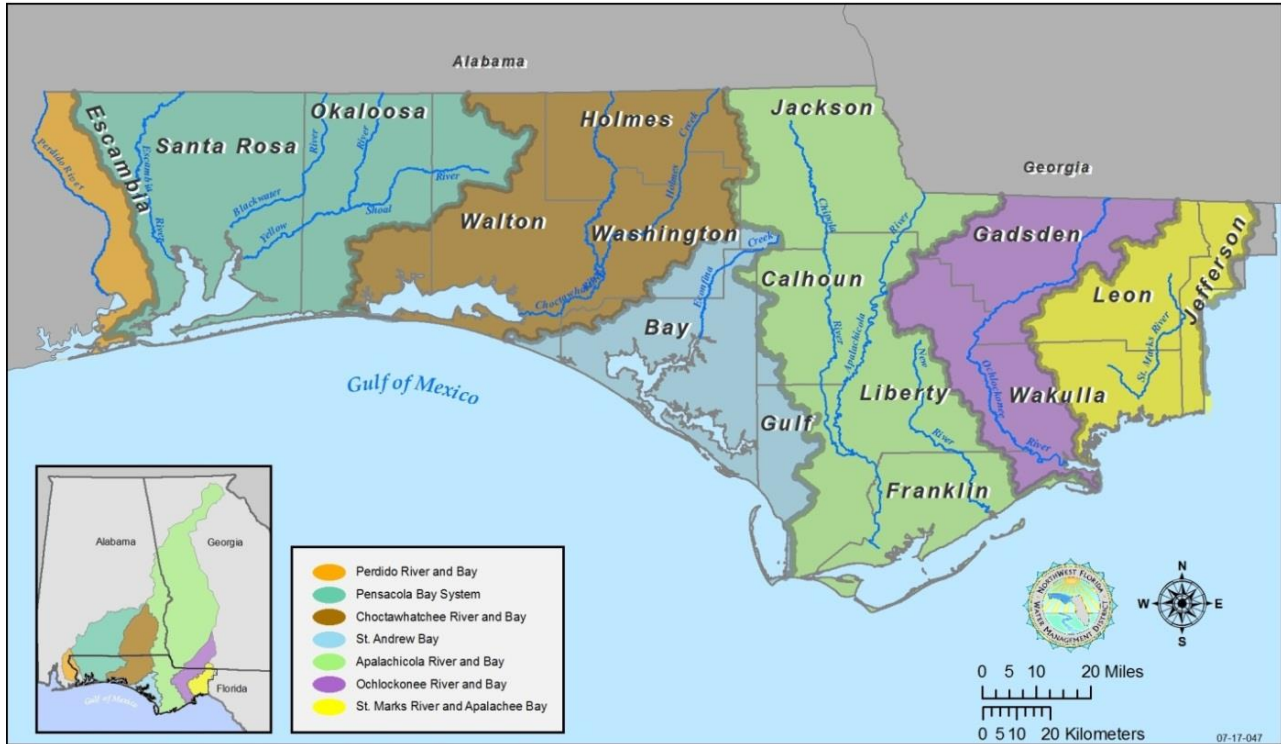 Alabama
Georgia
Escambia
Santa Rosa
Okaloosa
Walton
Holmes
Washington
Bay
Jackson
Calhoun
Gulf
Liberty
Franklin
Gadsden
Wakulla
Leon
Jefferson
Perdido River
Escambia River
Blackwater River
Yellow River
Shoal River
Choctawhatchee River
Holmes Creek
Econfina Creek
Chipola River
Apalachicola River
New River
Ochlockonee River
St. Marks River
Gulf of Mexico
Alabama
Georgia
Florida
Gulf of Mexico
Perdido River and Bay
Pensacola Bay System
Choctawhatchee River and Bay
St. Andrew Bay
Apalachicola River and Bay
Ochlockonee River and Bay
St. Marks River and Apalachee Bay
NORTHWEST FLORIDA
WATER MANAGEMENT DISTRICT
N
W E
S
0 5 10 20 Miles
0 5 10 20 Kilometers
07-17-047